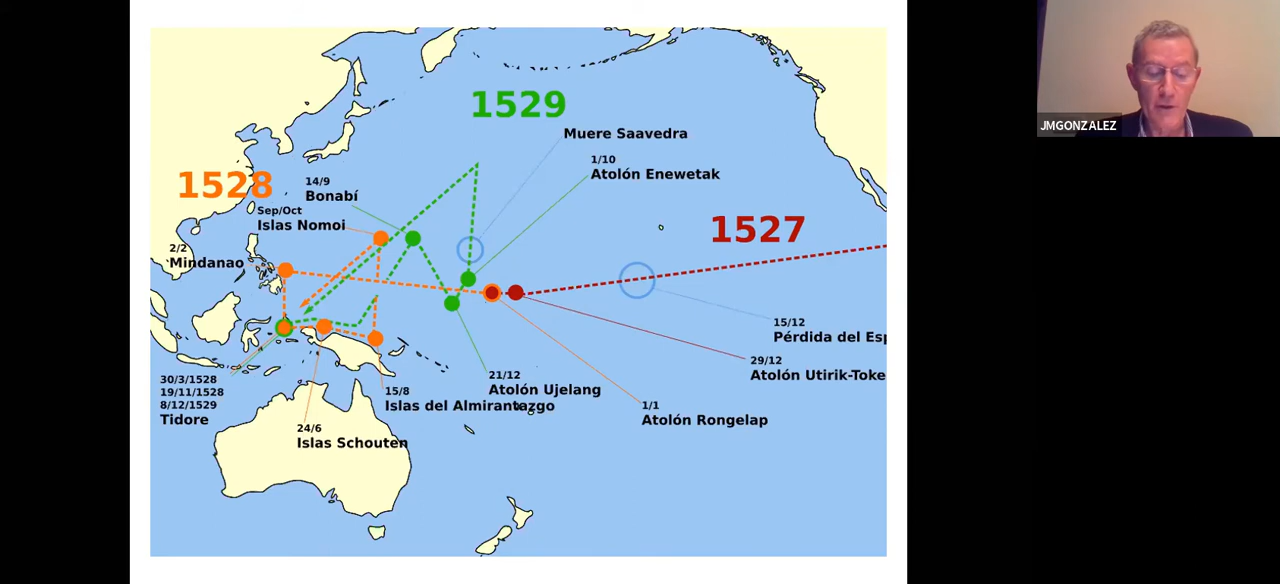 JMGONZALEZ
1529
Muere Saavedra
1/10
Atolón Enewetak
1528
14/9
Bonabí
Sep/Oct
Islas Nomoi
1527
2/2
Mindanao
15/12
Pérdida del Esp
29/12
Atolón Utirik-Toke
30/3/1528
19/11/1528
8/12/1529
Tidore
21/12
Atolón Ujelang
15/8
Islas del Almirantazgo
1/1
Atolón Rongelap
24/6
Islas Schouten